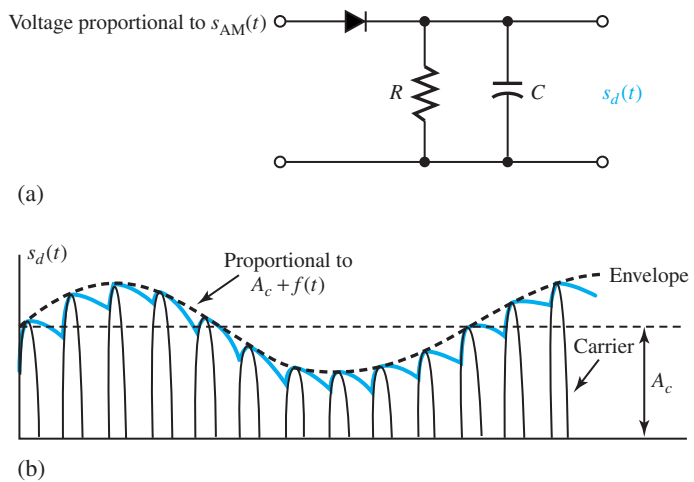 Voltage proportional to s_AM(t)
R
C
s_d(t)
(a)
s_d(t)
Proportional to
A_c + f(t)
Envelope
Carrier
A_c
(b)